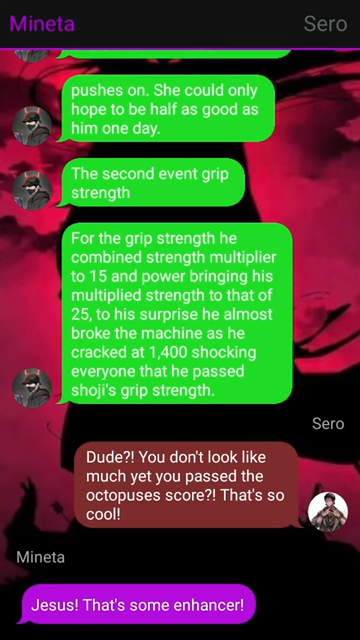 Mineta
Sero
pushes on. She could only
hope to be half as good as
him one day.
The second event grip
strength
For the grip strength he
combined strength multiplier
to 15 and power bringing his
multiplied strength to that of
25, to his surprise he almost
broke the machine as he
cracked at 1,400 shocking
everyone that he passed
shoji's grip strength.
Sero
Dude?! You don't look like
much yet you passed the
octopuses score?! That's so
cool!
Mineta
Jesus! That's some enhancer!